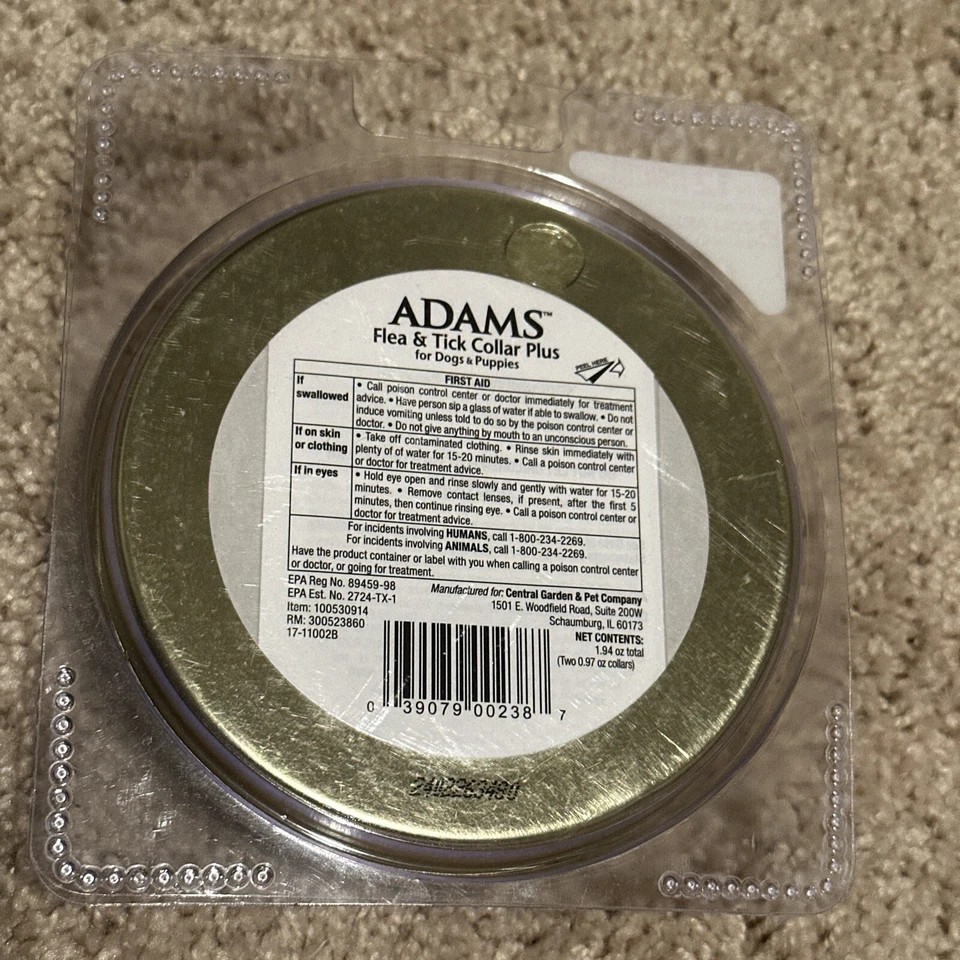 ADAMS™
Flea & Tick Collar Plus
for Dogs & Puppies
PEEL HERE
FIRST AID
If swallowed
• Call poison control center or doctor immediately for treatment
advice. • Have person sip a glass of water if able to swallow. • Do not
induce vomiting unless told to do so by the poison control center or
doctor. • Do not give anything by mouth to an unconscious person.
If on skin
or clothing
• Take off contaminated clothing. • Rinse skin immediately with
plenty of of water for 15-20 minutes. • Call a poison control center
or doctor for treatment advice.
If in eyes
• Hold eye open and rinse slowly and gently with water for 15-20
minutes. • Remove contact lenses, if present, after the first 5
minutes, then continue rinsing eye. • Call a poison control center or
doctor for treatment advice.
For incidents involving HUMANS, call 1-800-234-2269.
For incidents involving ANIMALS, call 1-800-234-2269.
Have the product container or label with you when calling a poison control center
or doctor, or going for treatment.
EPA Reg No. 89459-98
EPA Est. No. 2724-TX-1
Item: 100530914
RM: 300523860
17-11002B
Manufactured for: Central Garden & Pet Company
1501 E. Woodfield Road, Suite 200W
Schaumburg, IL 60173
NET CONTENTS:
1.94 oz total
(Two 0.97 oz collars)
0 39079 00238 7